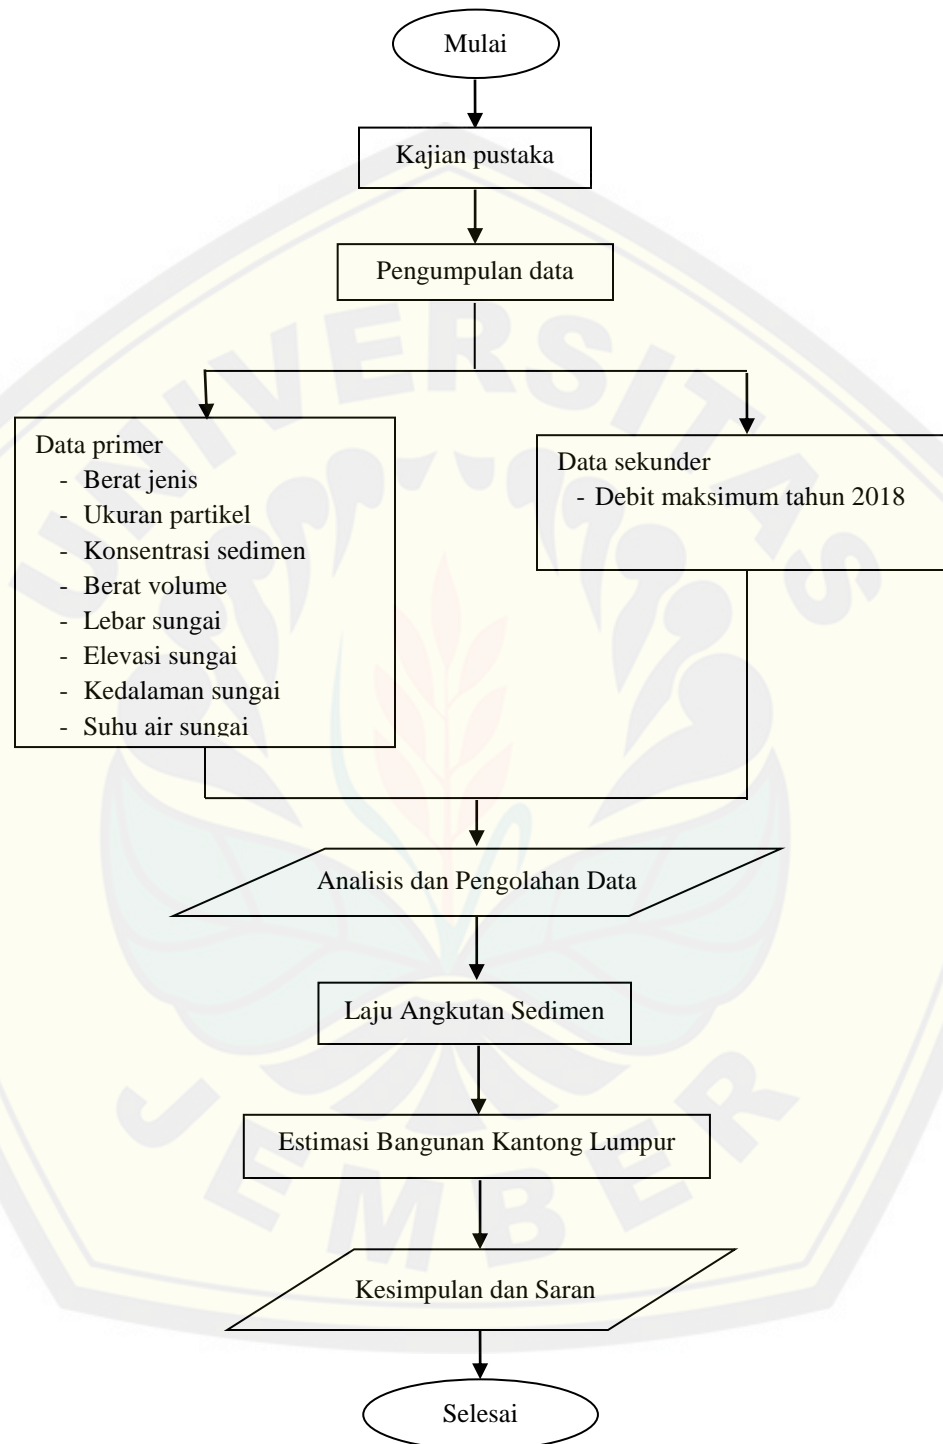 Mulai
Kajian pustaka
Pengumpulan data
Data primer
- Berat jenis
- Ukuran partikel
- Konsentrasi sedimen
- Berat volume
- Lebar sungai
- Elevasi sungai
- Kedalaman sungai
- Suhu air sungai
Data sekunder
- Debit maksimum tahun 2018
Analisis dan Pengolahan Data
Laju Angkutan Sedimen
Estimasi Bangunan Kantong Lumpur
Kesimpulan dan Saran
Selesai
UNIVERSITAS
JEMBER